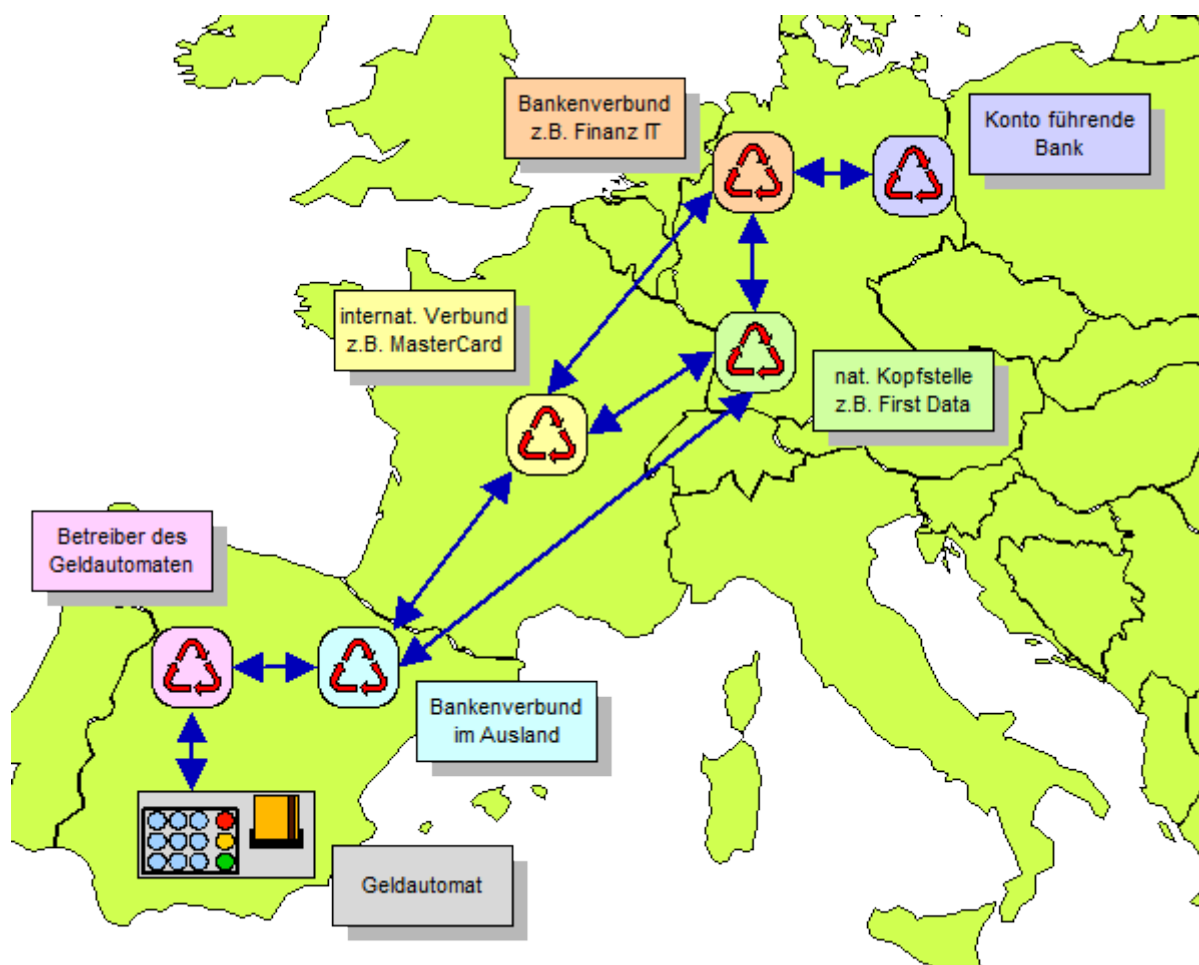 Bankenverbund
z.B. Finanz IT
Konto führende
Bank
internat. Verbund
z.B. MasterCard
nat. Kopfstelle
z.B. First Data
Betreiber des
Geldautomaten
Bankenverbund
im Ausland
Geldautomat